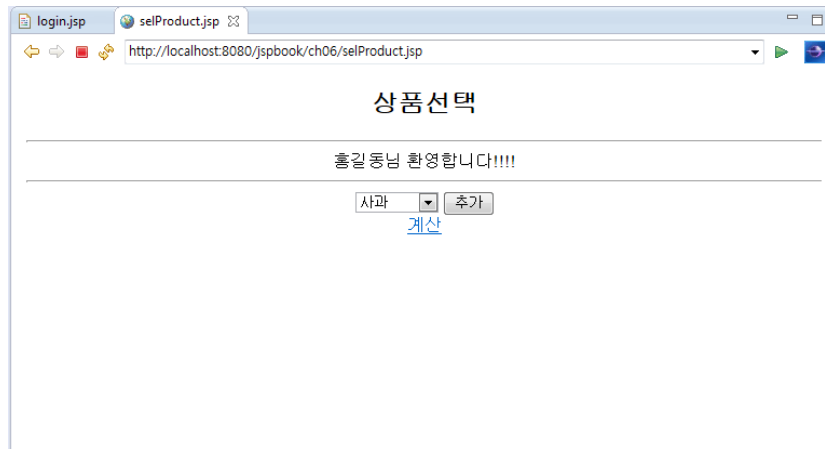 login.jsp
selProduct.jsp
http://localhost:8080/jspbook/ch06/selProduct.jsp
상품선택
홍길동님 환영합니다!!!!
사과
추가
계산